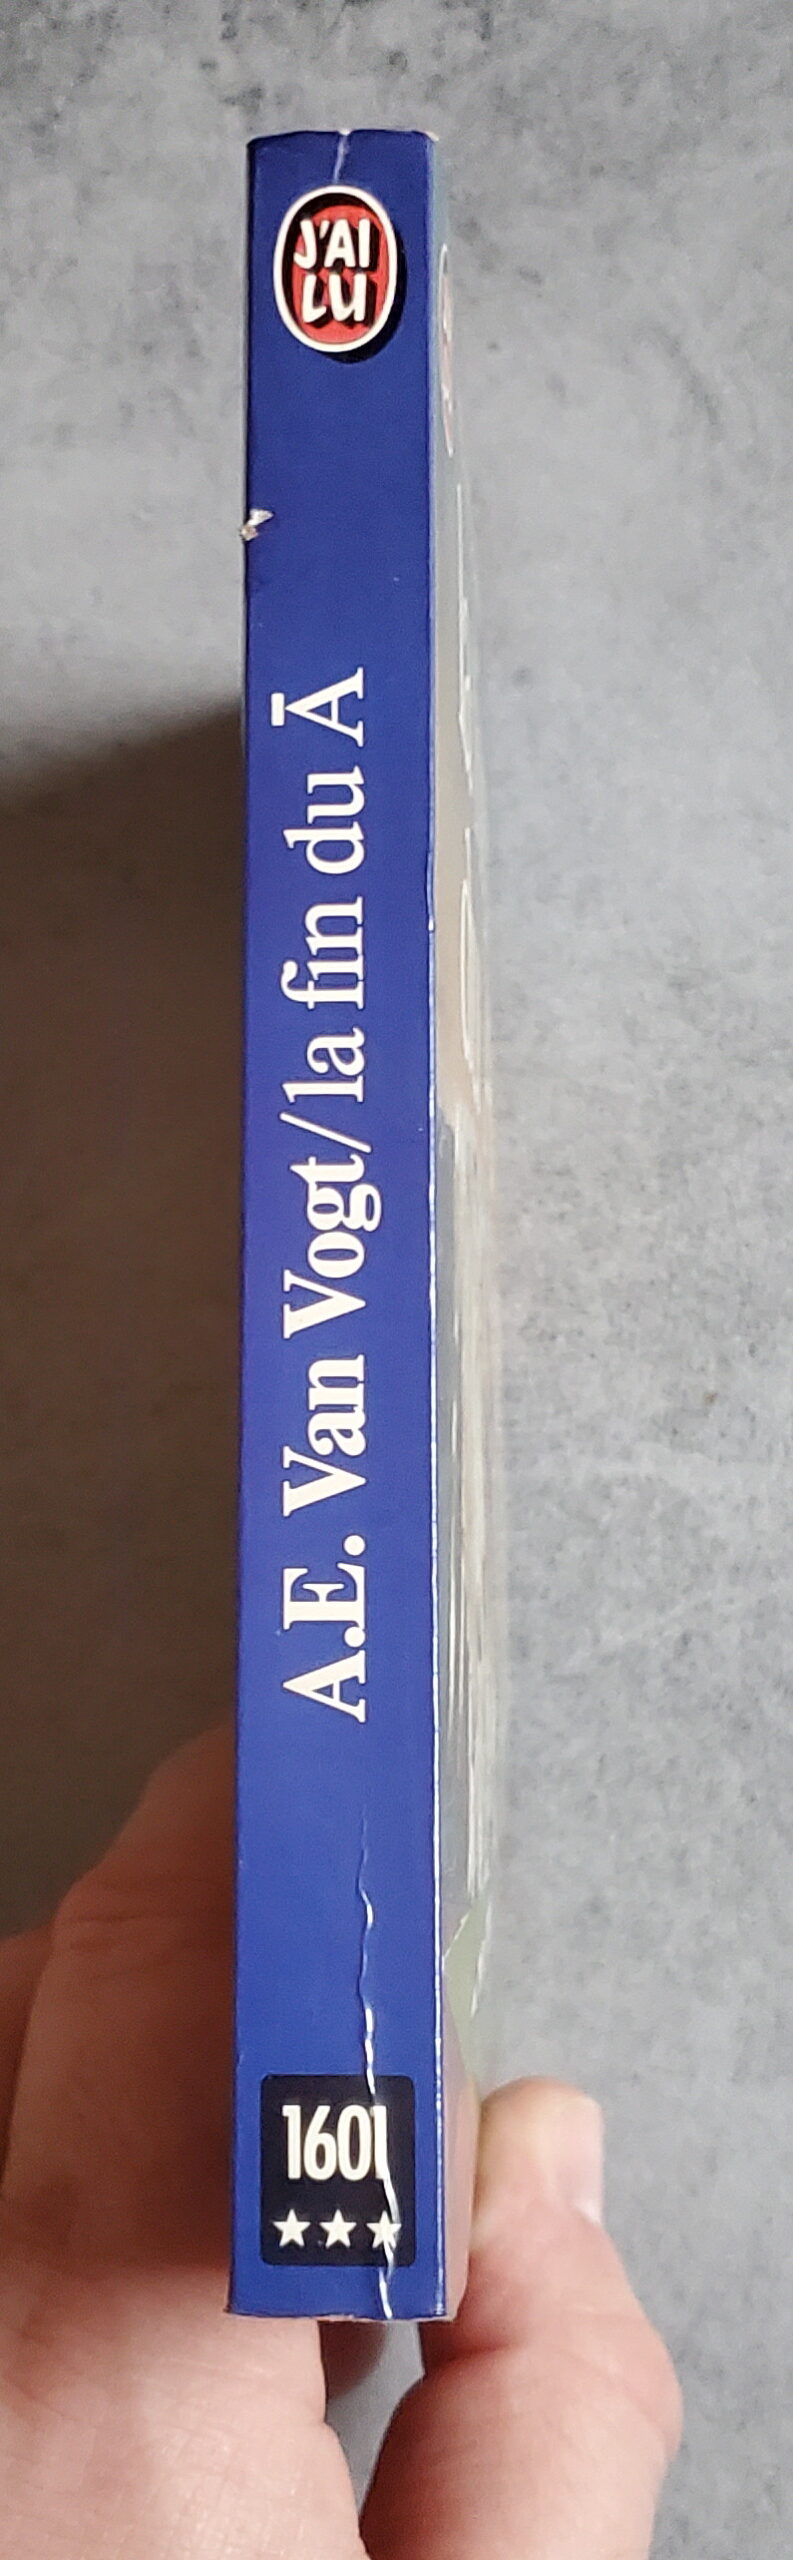 J'AI
LU
A.E. Van Vogt/la fin du Ā
1601